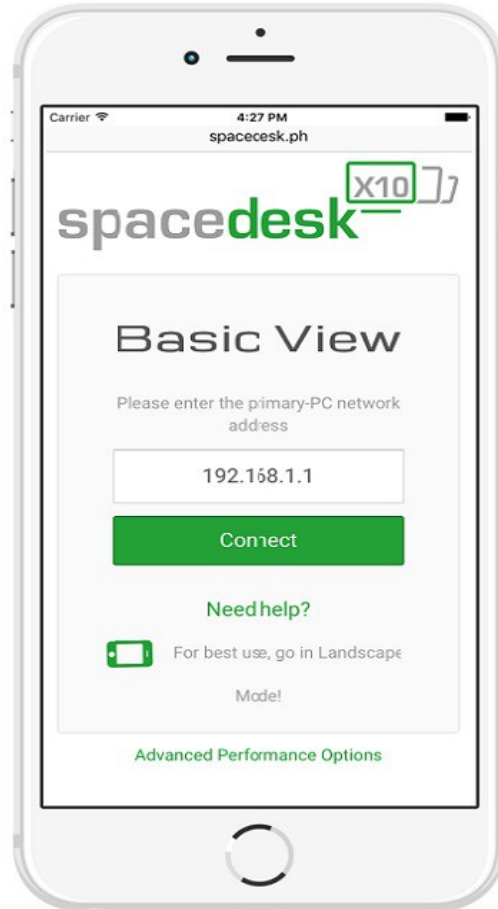 Carrier
4:27 PM
spacedesk.ph
X10
spacedesk
Basic View
Please enter the primary-PC network
address
192.168.1.1
Connect
Need help?
For best use, go in Landscape
Mode!
Advanced Performance Options